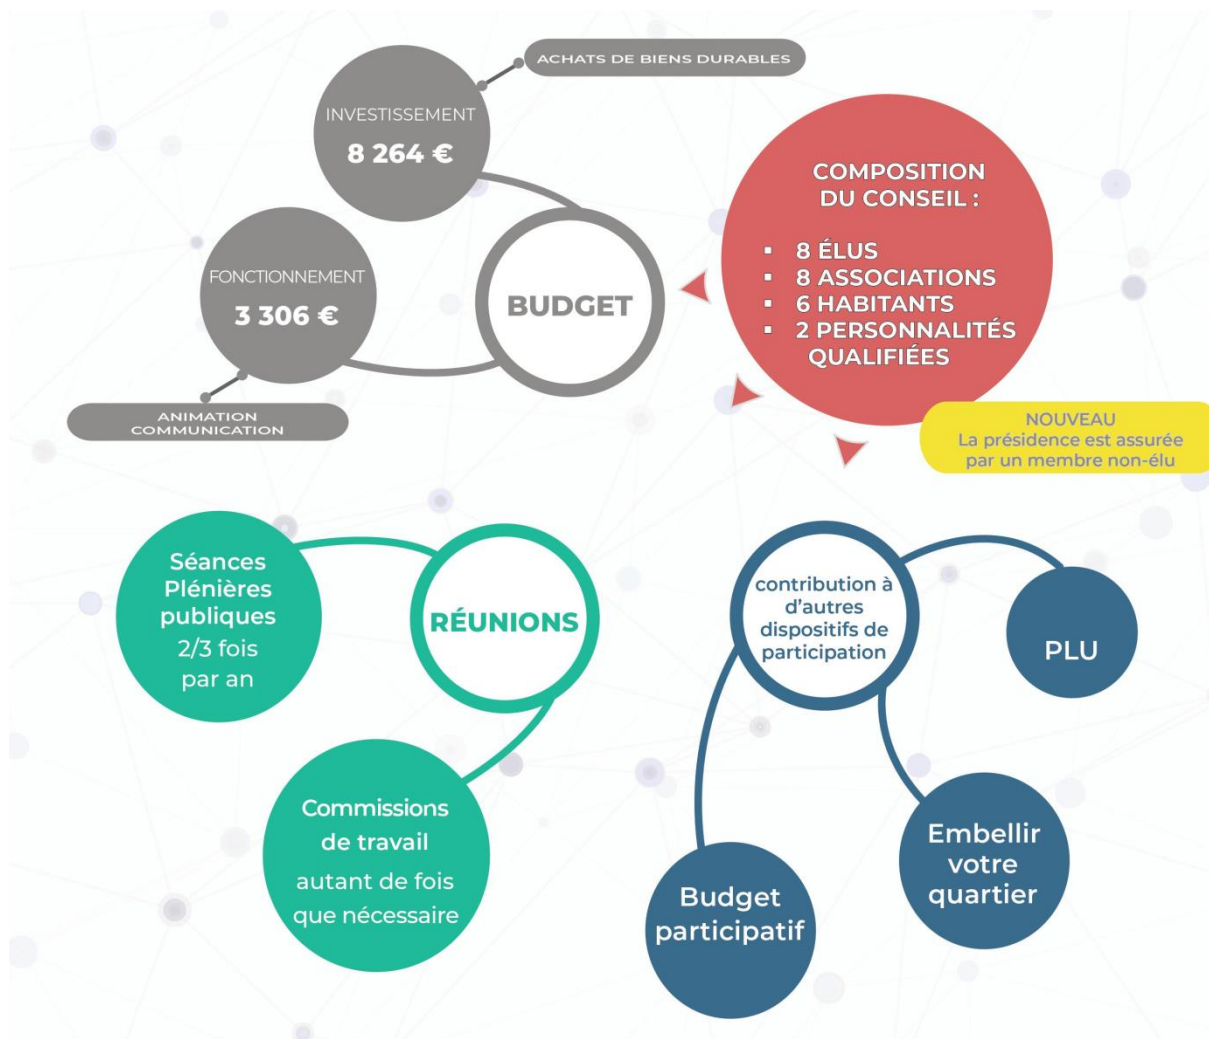 ACHATS DE BIENS DURABLES
INVESTISSEMENT
8 264 €
FONCTIONNEMENT
3 306 €
BUDGET
ANIMATION
COMMUNICATION
COMPOSITION
DU CONSEIL :
▪ 8 ÉLUS
▪ 8 ASSOCIATIONS
▪ 6 HABITANTS
▪ 2 PERSONNALITÉS
QUALIFIÉES
NOUVEAU
La présidence est assurée
par un membre non-élu
Séances
Plénières
publiques
2/3 fois
par an
RÉUNIONS
Commissions
de travail
autant de fois
que nécessaire
contribution à
d'autres
dispositifs de
participation
PLU
Embellir
votre
quartier
Budget
participatif